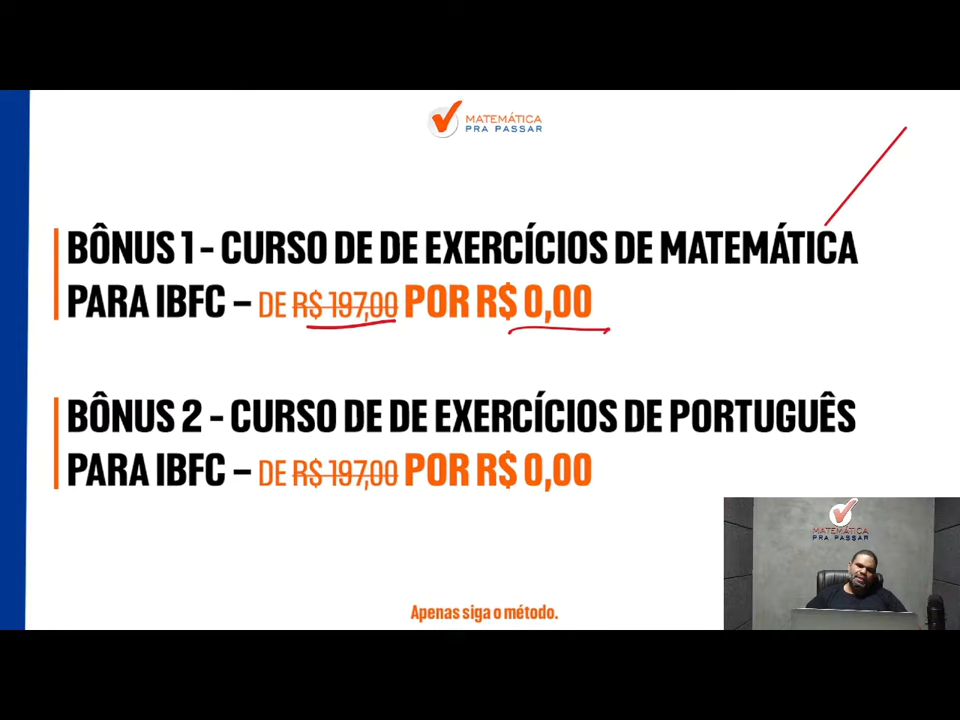 MATEMÁTICA
PRA PASSAR
BÔNUS 1 - CURSO DE DE EXERCÍCIOS DE MATEMÁTICA
PARA IBFC – DE R$ 197,00 POR R$ 0,00
BÔNUS 2 - CURSO DE DE EXERCÍCIOS DE PORTUGUÊS
PARA IBFC – DE R$ 197,00 POR R$ 0,00
MATEMÁTICA
PRA PASSAR
Apenas siga o método.